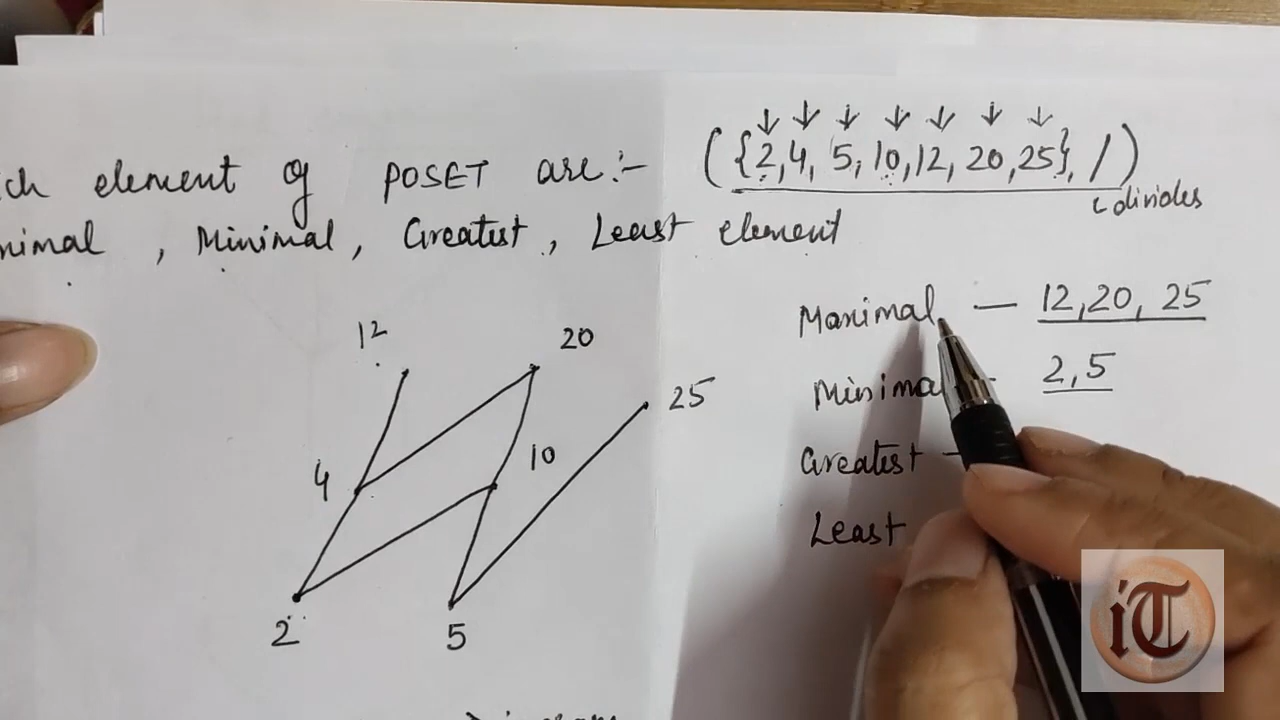 ch element of POSET are:- ({2,4, 5, 10,12, 20,25}, /)
divides
nimal , Minimal, Greatest, Least element
Maximal — 12,20, 25
Minimal - 2,5
Greatest -
Least
12
20
25
4
10
2
5
iT